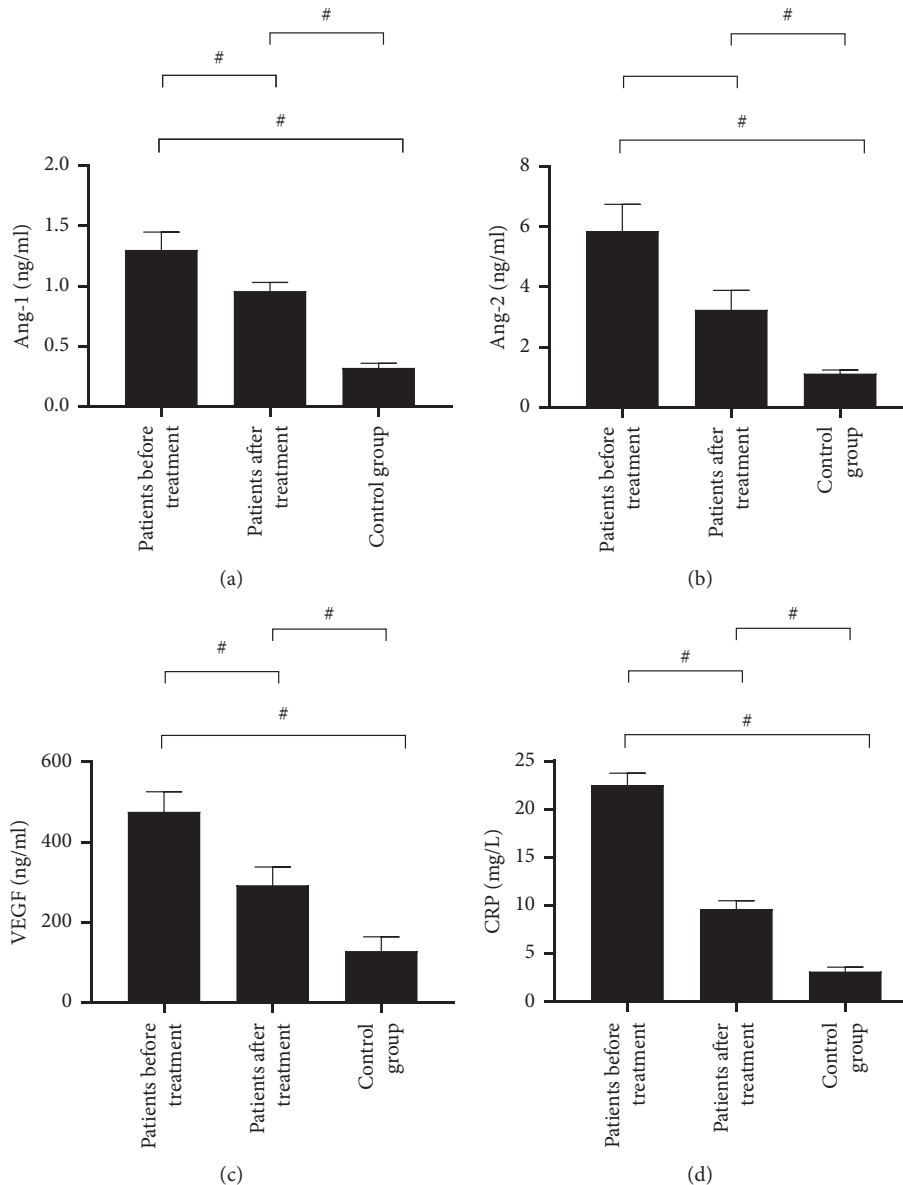 #
#
#
2.0
1.5
1.0
0.5
0.0
Ang-1 (ng/ml)
Patients before
treatment
Patients after
treatment
Control group
(a)
#
#
8
6
4
2
0
Ang-2 (ng/ml)
Patients before
treatment
Patients after
treatment
Control
group
(b)
#
#
#
600
400
200
0
VEGF (ng/ml)
Patients before
treatment
Patients after
treatment
Control
group
(c)
#
#
#
25
20
15
10
5
0
CRP (mg/L)
Patients before
treatment
Patients after
treatment
Control
group
(d)